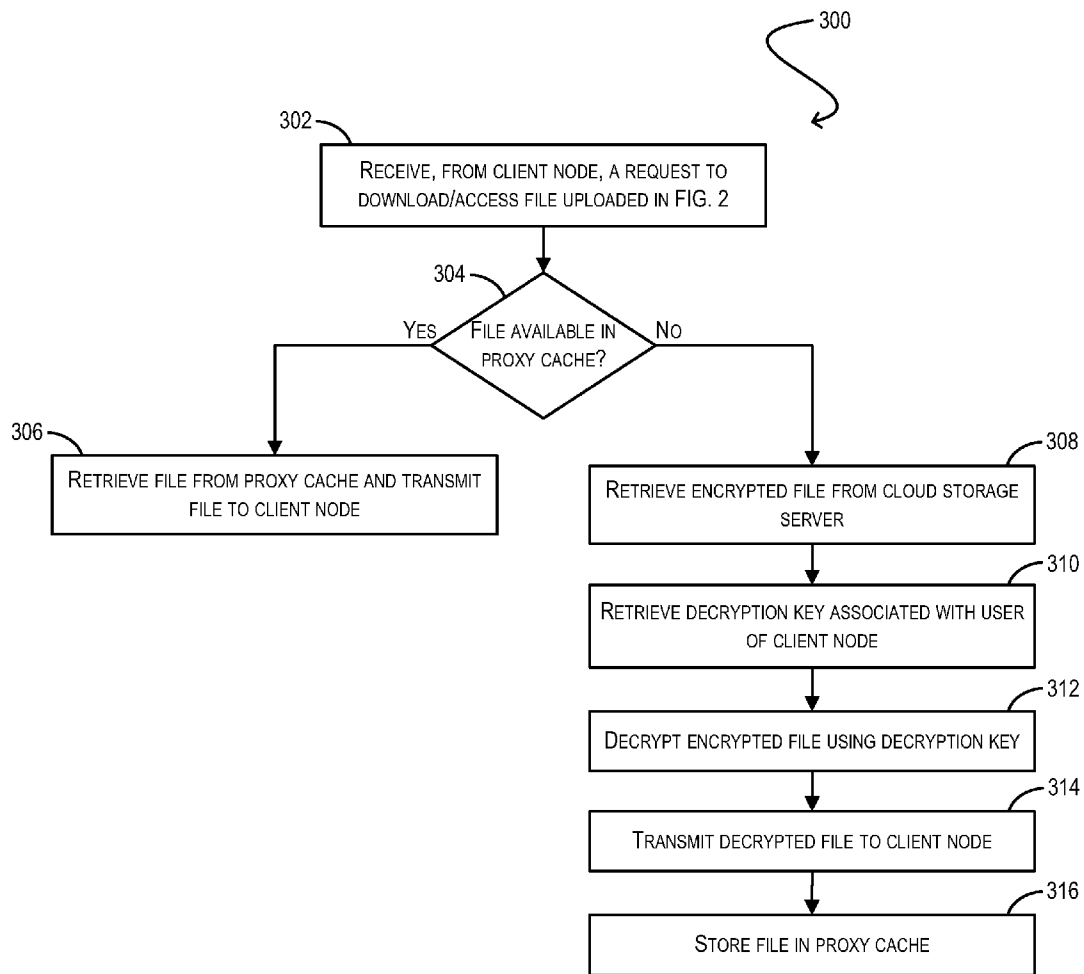 300
302
RECEIVE, FROM CLIENT NODE, A REQUEST TO
DOWNLOAD/ACCESS FILE UPLOADED IN FIG. 2
304
YES
FILE AVAILABLE IN
PROXY CACHE?
NO
306
RETRIEVE FILE FROM PROXY CACHE AND TRANSMIT
FILE TO CLIENT NODE
308
RETRIEVE ENCRYPTED FILE FROM CLOUD STORAGE
SERVER
310
RETRIEVE DECRYPTION KEY ASSOCIATED WITH USER
OF CLIENT NODE
312
DECRYPT ENCRYPTED FILE USING DECRYPTION KEY
314
TRANSMIT DECRYPTED FILE TO CLIENT NODE
316
STORE FILE IN PROXY CACHE